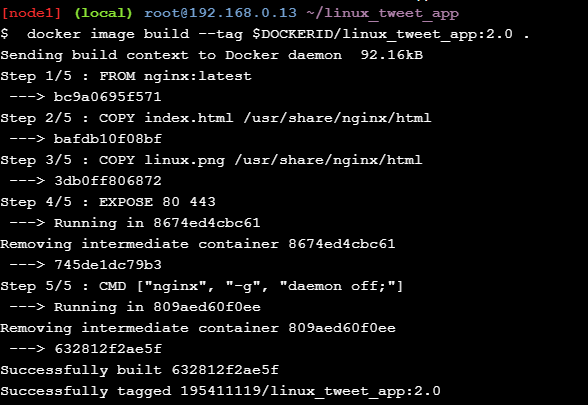 [node1] (local) root@192.168.0.13 ~/linux_tweet_app
$  docker image build --tag $DOCKERID/linux_tweet_app:2.0 .
Sending build context to Docker daemon  92.16kB
Step 1/5 : FROM nginx:latest
 ---> bc9a0695f571
Step 2/5 : COPY index.html /usr/share/nginx/html
 ---> bafdb10f08bf
Step 3/5 : COPY linux.png /usr/share/nginx/html
 ---> 3db0ff806872
Step 4/5 : EXPOSE 80 443
 ---> Running in 8674ed4cbc61
Removing intermediate container 8674ed4cbc61
 ---> 745de1dc79b3
Step 5/5 : CMD ["nginx", "-g", "daemon off;"]
 ---> Running in 809aed60f0ee
Removing intermediate container 809aed60f0ee
 ---> 632812f2ae5f
Successfully built 632812f2ae5f
Successfully tagged 195411119/linux_tweet_app:2.0